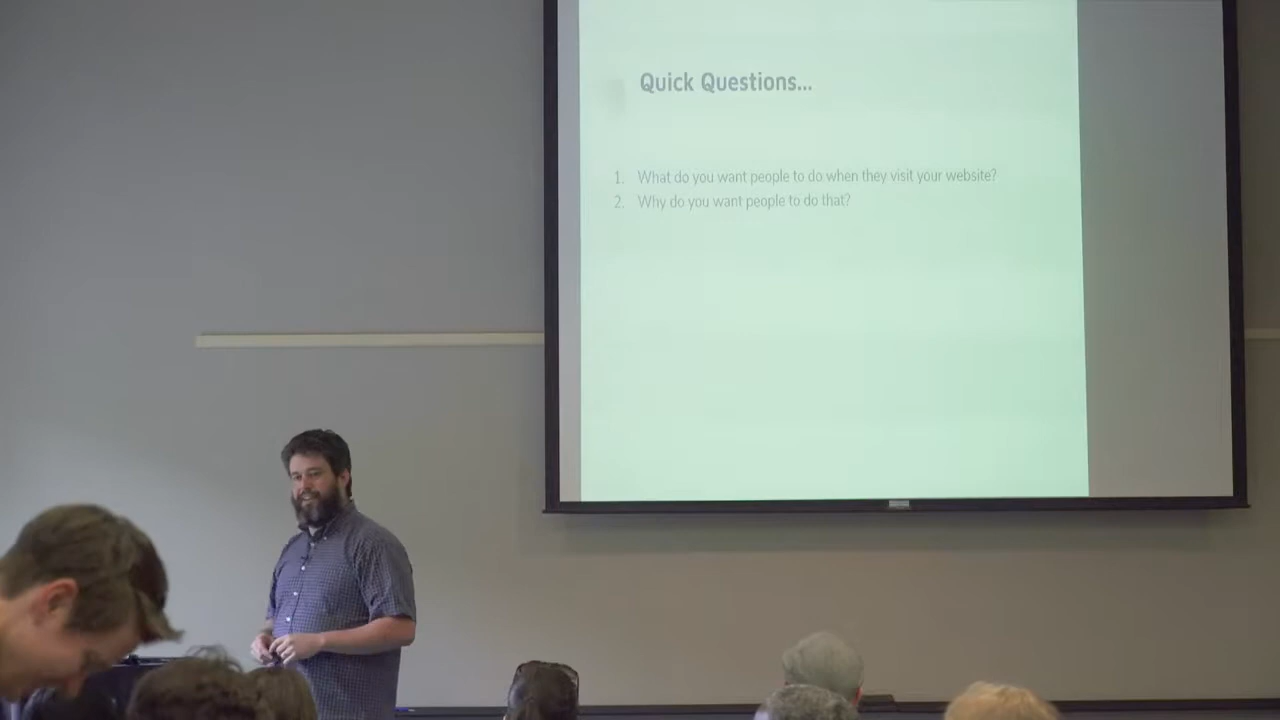 Quick Questions...
1. What do you want people to do when they visit your website?
2. Why do you want people to do that?